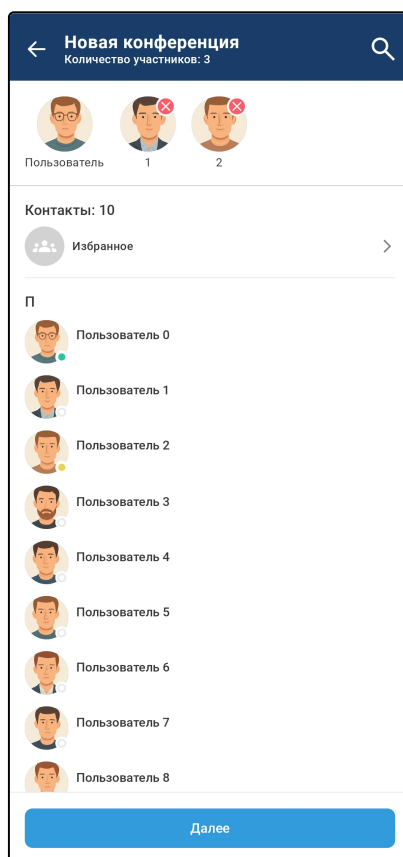 Новая конференция
Количество участников: 3
Пользователь 1 2
Контакты: 10
Избранное
П
Пользователь 0
Пользователь 1
Пользователь 2
Пользователь 3
Пользователь 4
Пользователь 5
Пользователь 6
Пользователь 7
Пользователь 8
Далее